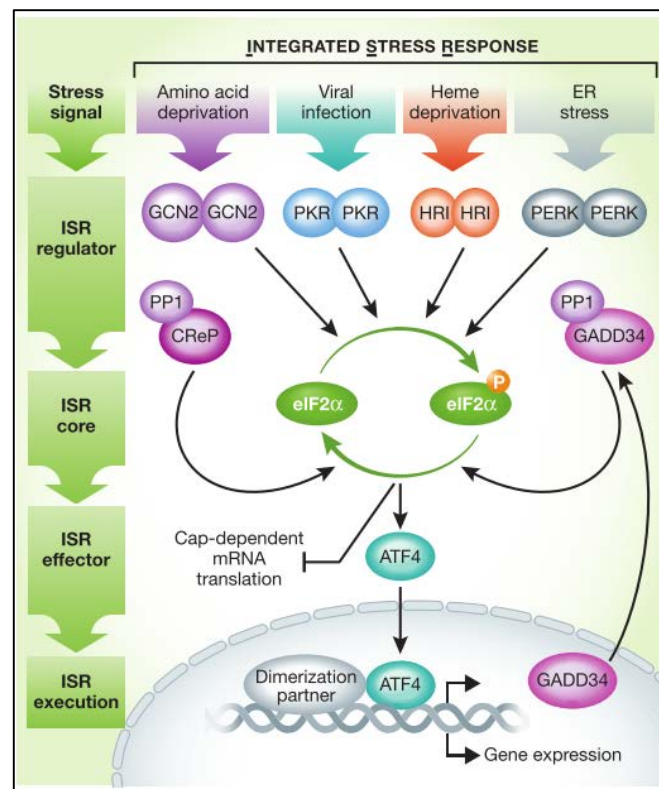 INTEGRATED STRESS RESPONSE
Stress
signal
Amino acid
deprivation
Viral
infection
Heme
deprivation
ER
stress
ISR
regulator
GCN2 GCN2
PKR PKR
HRI HRI
PERK PERK
PP1
CReP
PP1
GADD34
ISR
core
eIF2α
eIF2α
P
ISR
effector
Cap-dependent
mRNA
translation
ATF4
ISR
execution
Dimerization
partner
ATF4
GADD34
Gene expression